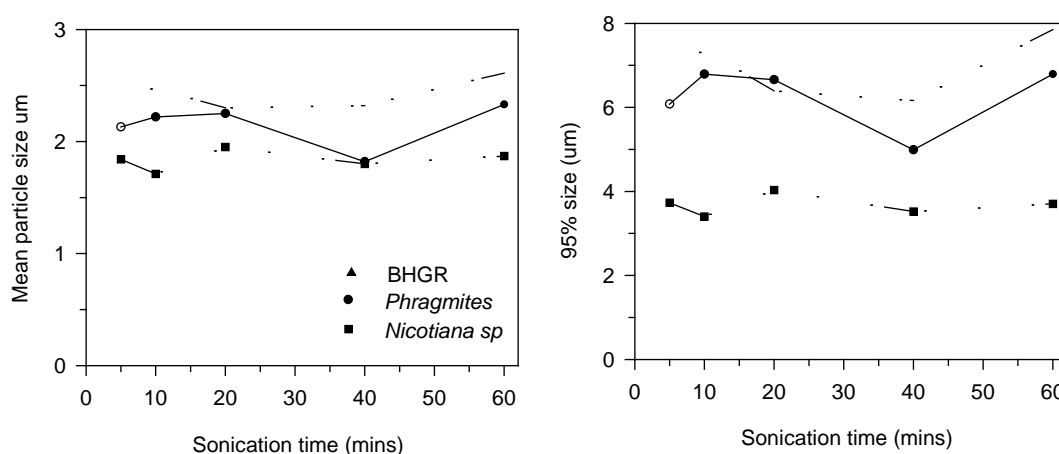 3
2
1
0
Mean particle size um
BHGR
Phragmites
Nicotiana sp
0 10 20 30 40 50 60
Sonication time (mins)
8
6
4
2
0
95% size (um)
0 10 20 30 40 50 60
Sonication time (mins)